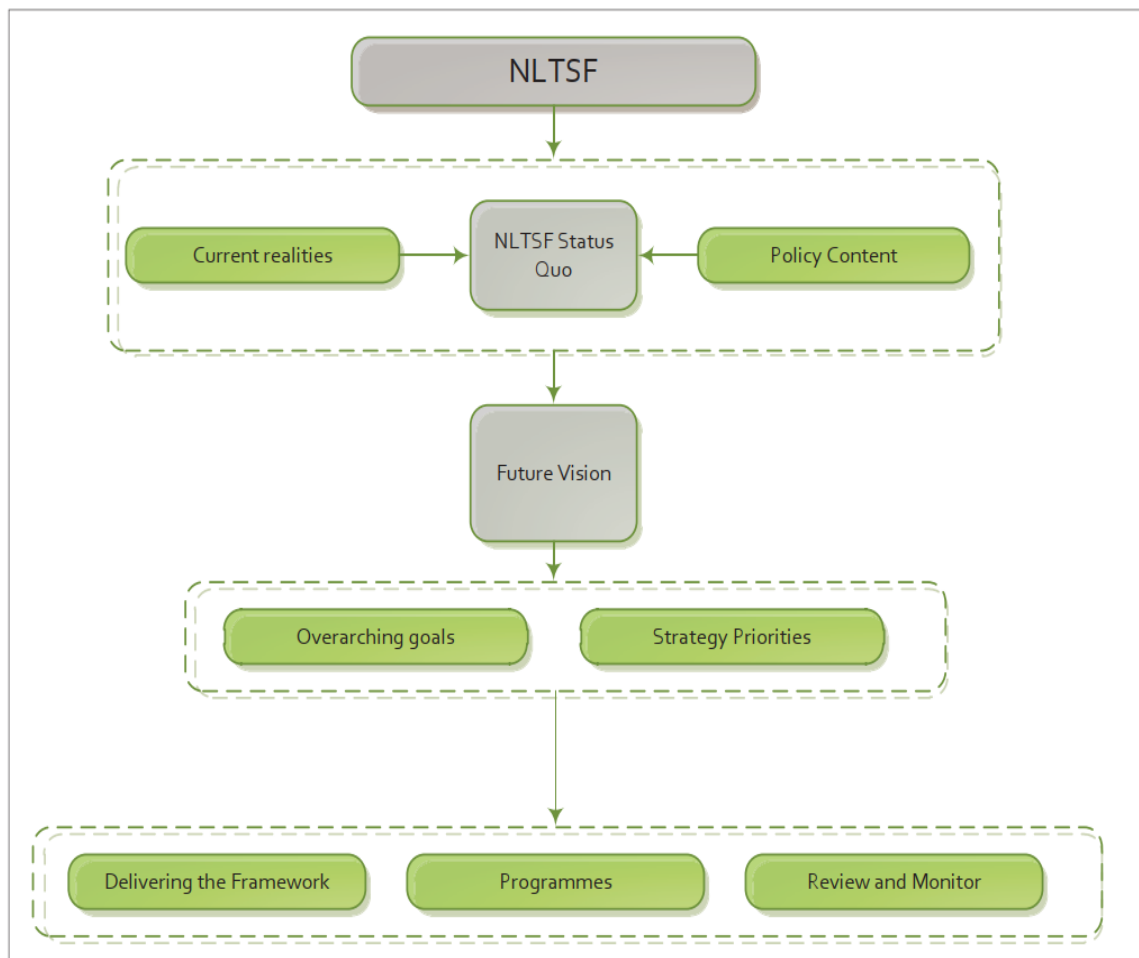 NLTSF
Current realities
NLTSF Status
Quo
Policy Content
Future Vision
Overarching goals
Strategy Priorities
Delivering the Framework
Programmes
Review and Monitor